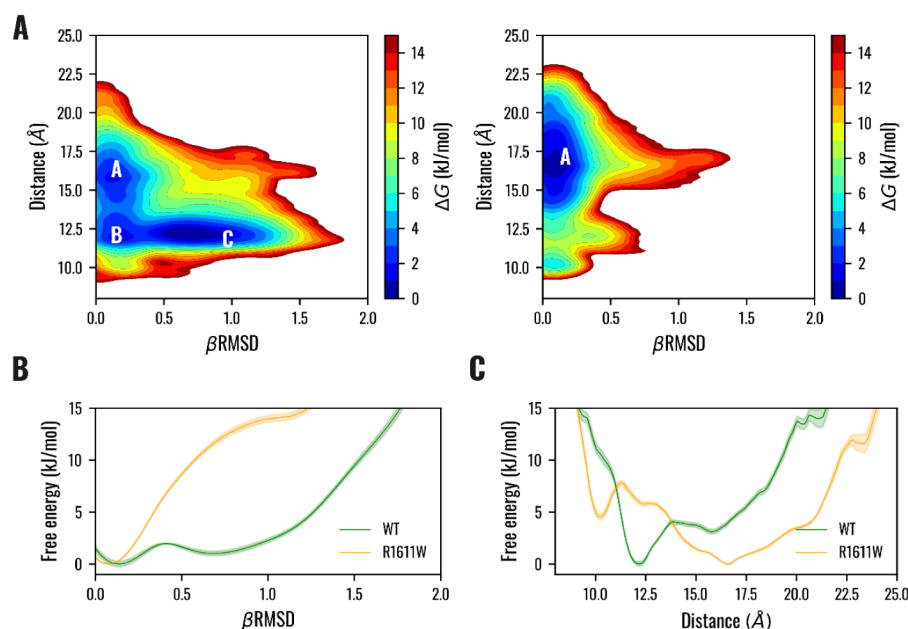 A
25.0
22.5
20.0
17.5
15.0
12.5
10.0
Distance (Å)
A
B
C
0.0 0.5 1.0 1.5 2.0
βRMSD
14
12
10
8
6
4
2
0
ΔG (kJ/mol)
25.0
22.5
20.0
17.5
15.0
12.5
10.0
Distance (Å)
A
0.0 0.5 1.0 1.5 2.0
βRMSD
14
12
10
8
6
4
2
0
ΔG (kJ/mol)
B
15
10
5
0
Free energy (kJ/mol)
WT
R1611W
0.0 0.5 1.0 1.5 2.0
βRMSD
C
15
10
5
0
Free energy (kJ/mol)
WT
R1611W
10.0 12.5 15.0 17.5 20.0 22.5 25.0
Distance (Å)